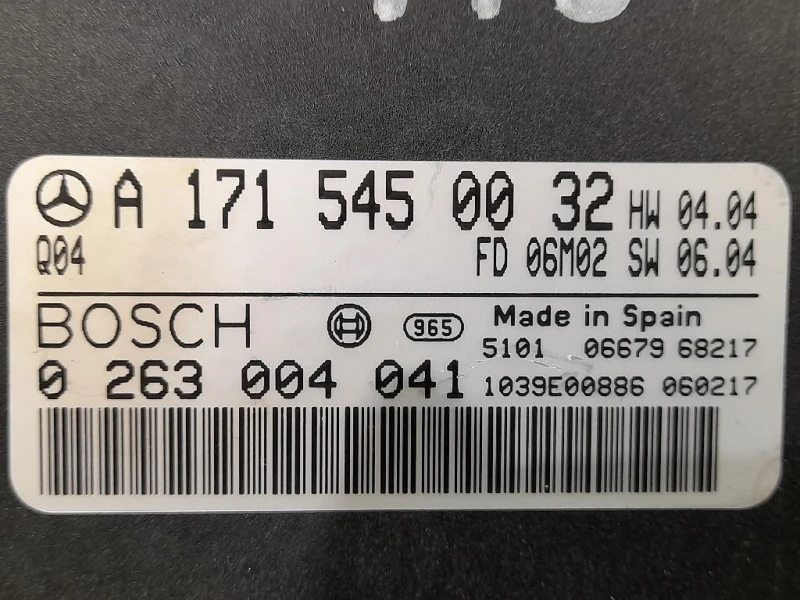 A 171 545 00 32 HW 04.04
Q04 FD 06M02 SW 06.04
BOSCH 965 Made in Spain
5101 06679 68217
0 263 004 041 1039E00886 060217